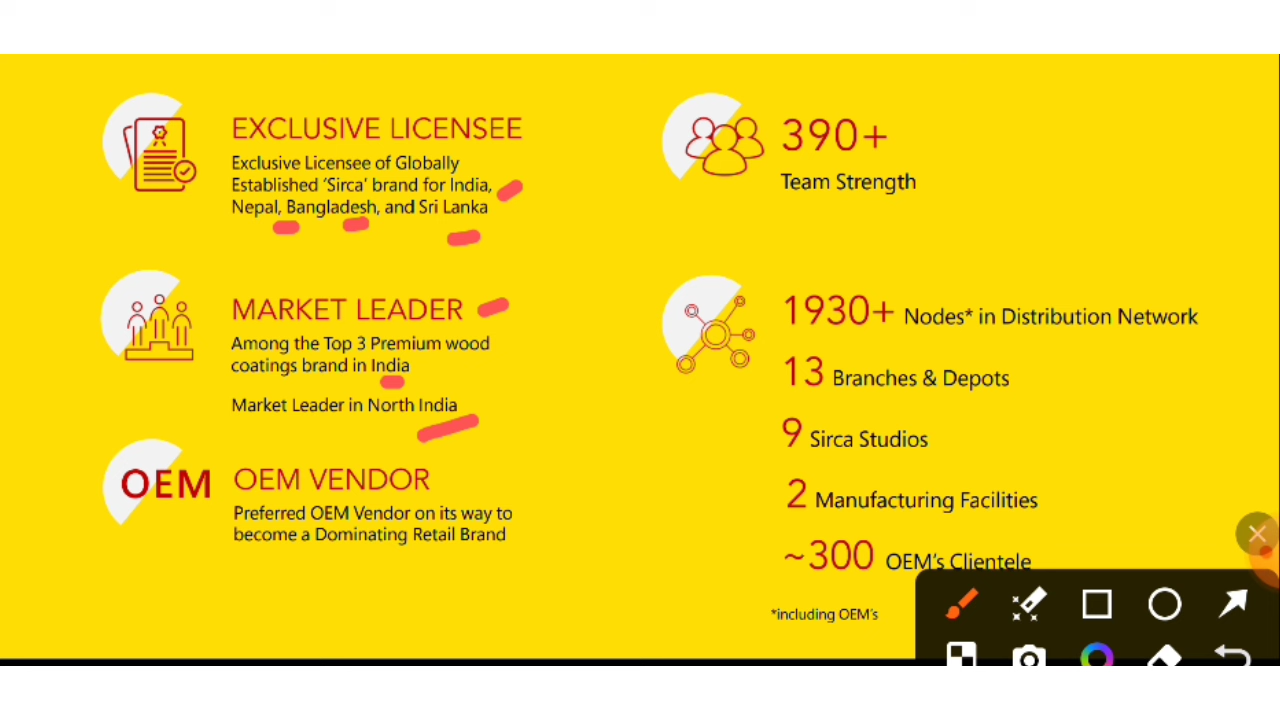 EXCLUSIVE LICENSEE
Exclusive Licensee of Globally
Established ‘Sirca’ brand for India,
Nepal, Bangladesh, and Sri Lanka
MARKET LEADER
Among the Top 3 Premium wood
coatings brand in India
Market Leader in North India
OEM
OEM VENDOR
Preferred OEM Vendor on its way to
become a Dominating Retail Brand
390+
Team Strength
1930+ Nodes* in Distribution Network
13 Branches & Depots
9 Sirca Studios
2 Manufacturing Facilities
~300 OEM’s Clientele
*including OEM’s